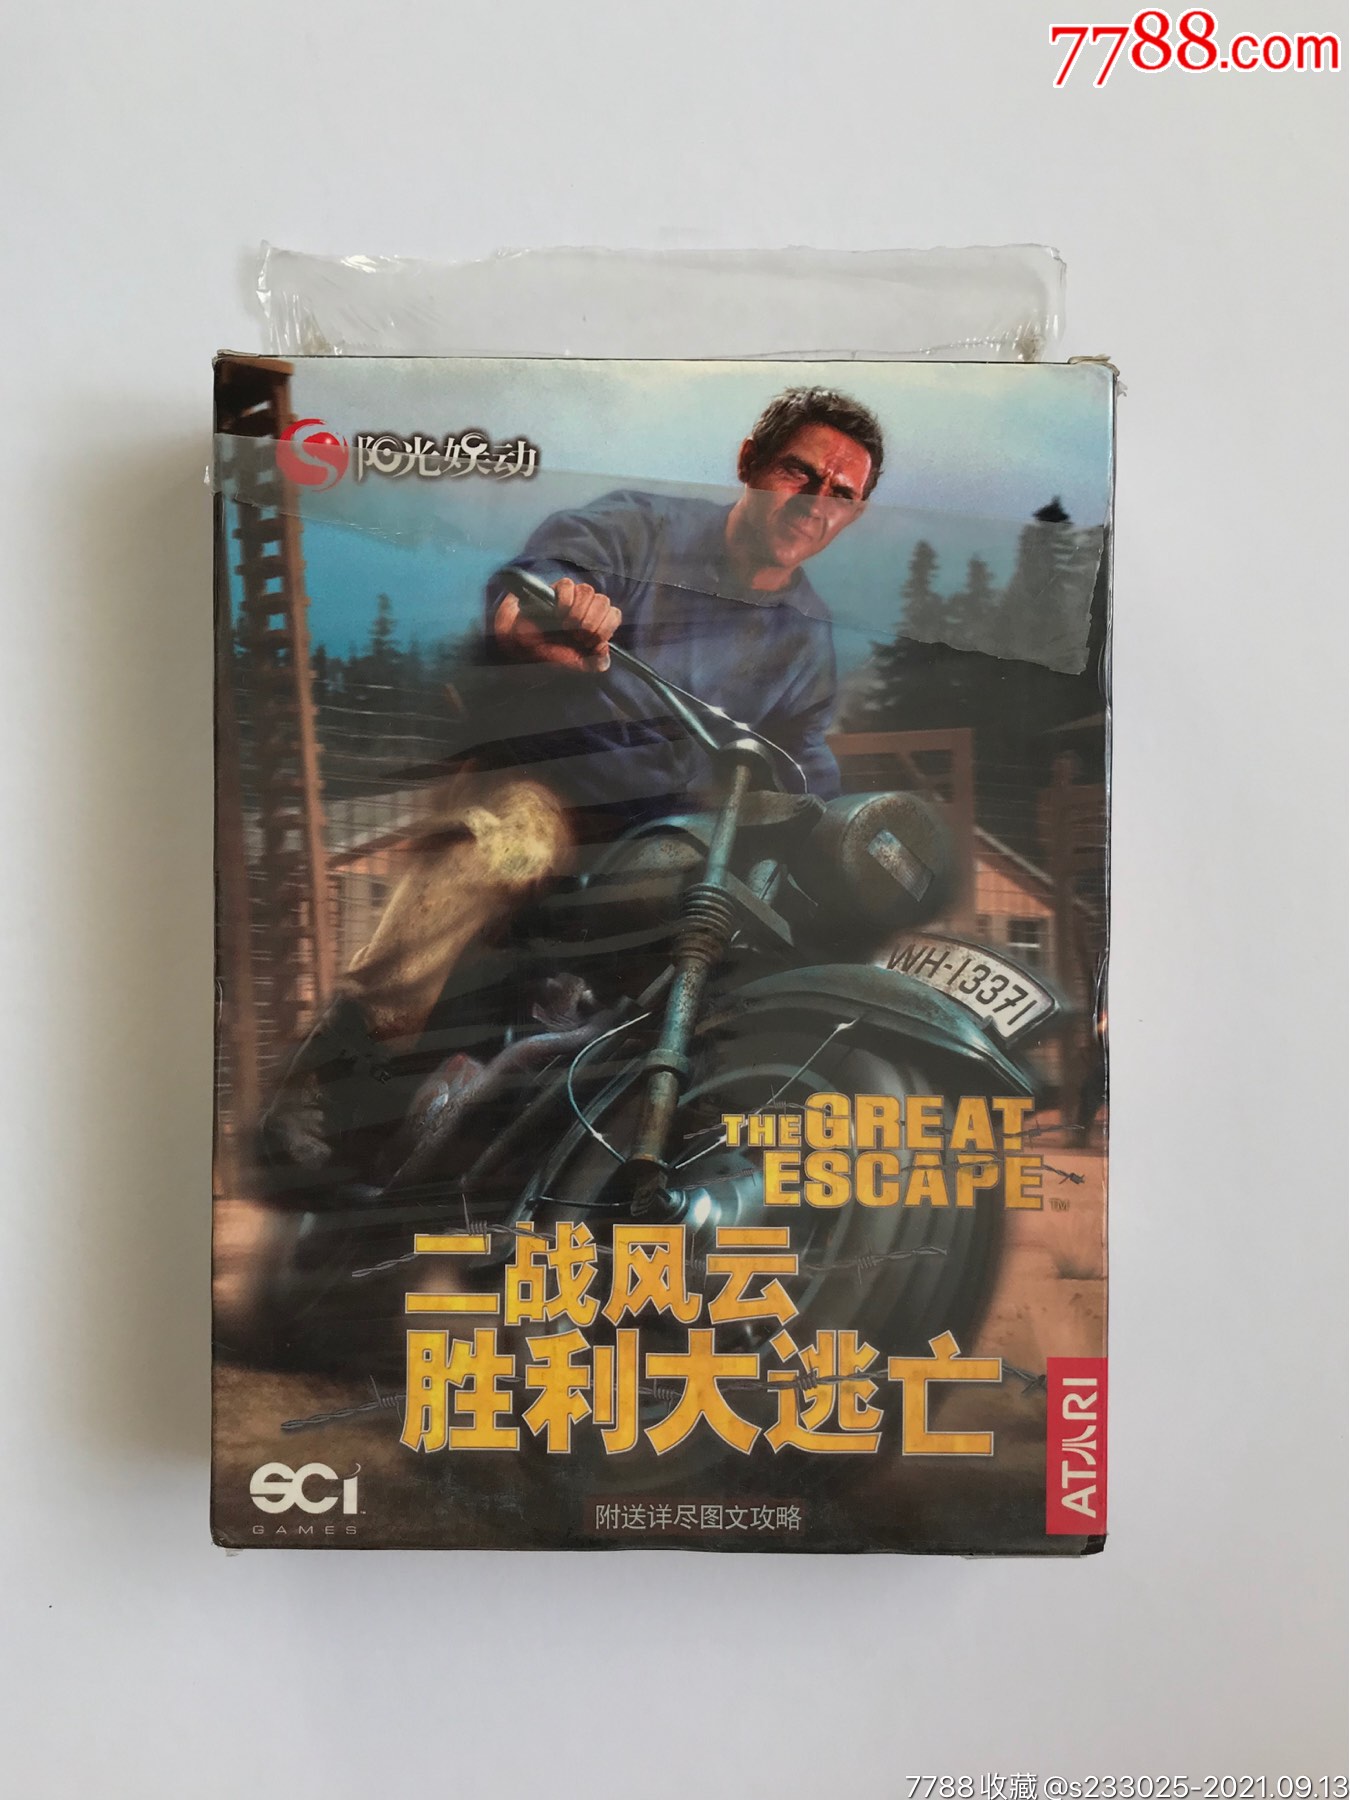 7788.com
阳光娱动
WH-13371
THE GREAT
ESCAPE TM
二战风云
胜利大逃亡
ATARI
SCi
GAMES
附送详尽图文攻略
7788收藏@s233025-2021.09.13